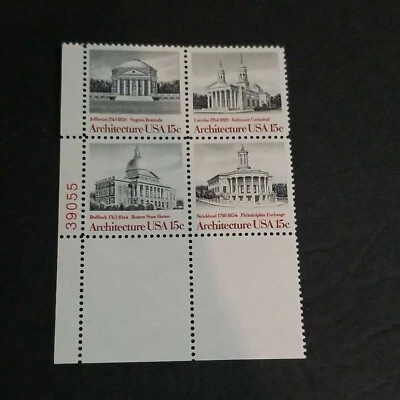 Jefferson 1743-1826 Virginia Rotunda
Architecture USA 15c
Latrobe 1764-1820 Baltimore Cathedral
Architecture USA 15c
Bulfinch 1763-1844 Boston State House
Architecture USA 15c
Strickland 1788-1854 Philadelphia Exchange
Architecture USA 15c
39055